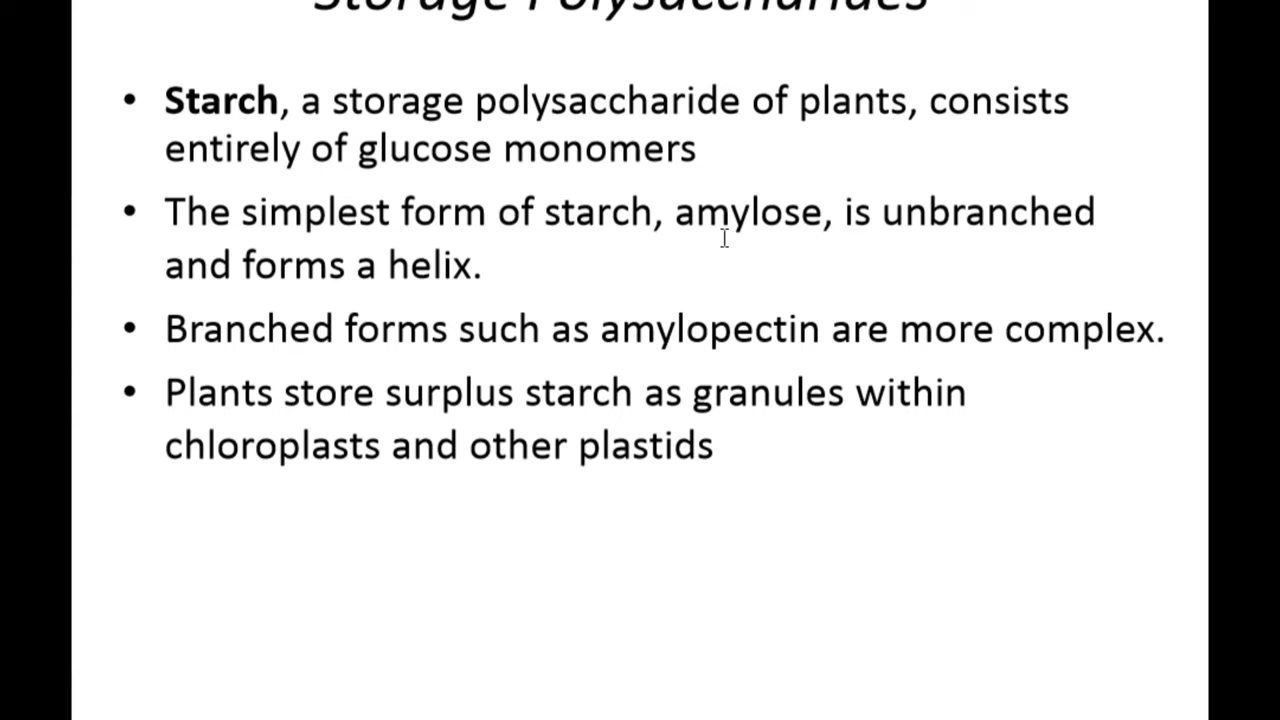 Storage Polysaccharides
• Starch, a storage polysaccharide of plants, consists
entirely of glucose monomers
• The simplest form of starch, amylose, is unbranched
and forms a helix.
• Branched forms such as amylopectin are more complex.
• Plants store surplus starch as granules within
chloroplasts and other plastids